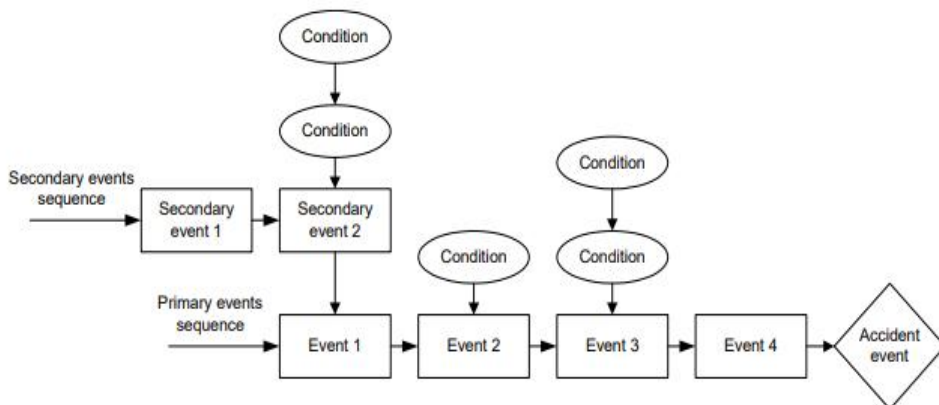 Condition
Condition
Condition
Secondary events
sequence
Secondary
event 1
Secondary
event 2
Condition
Condition
Primary events
sequence
Event 1
Event 2
Event 3
Event 4
Accident
event